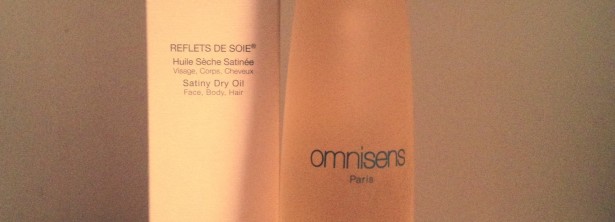 REFLETS DE SOIE®
Huile Sèche Satinée
Visage, Corps, Cheveux
Satiny Dry Oil
Face, Body, Hair
omnisens
Paris